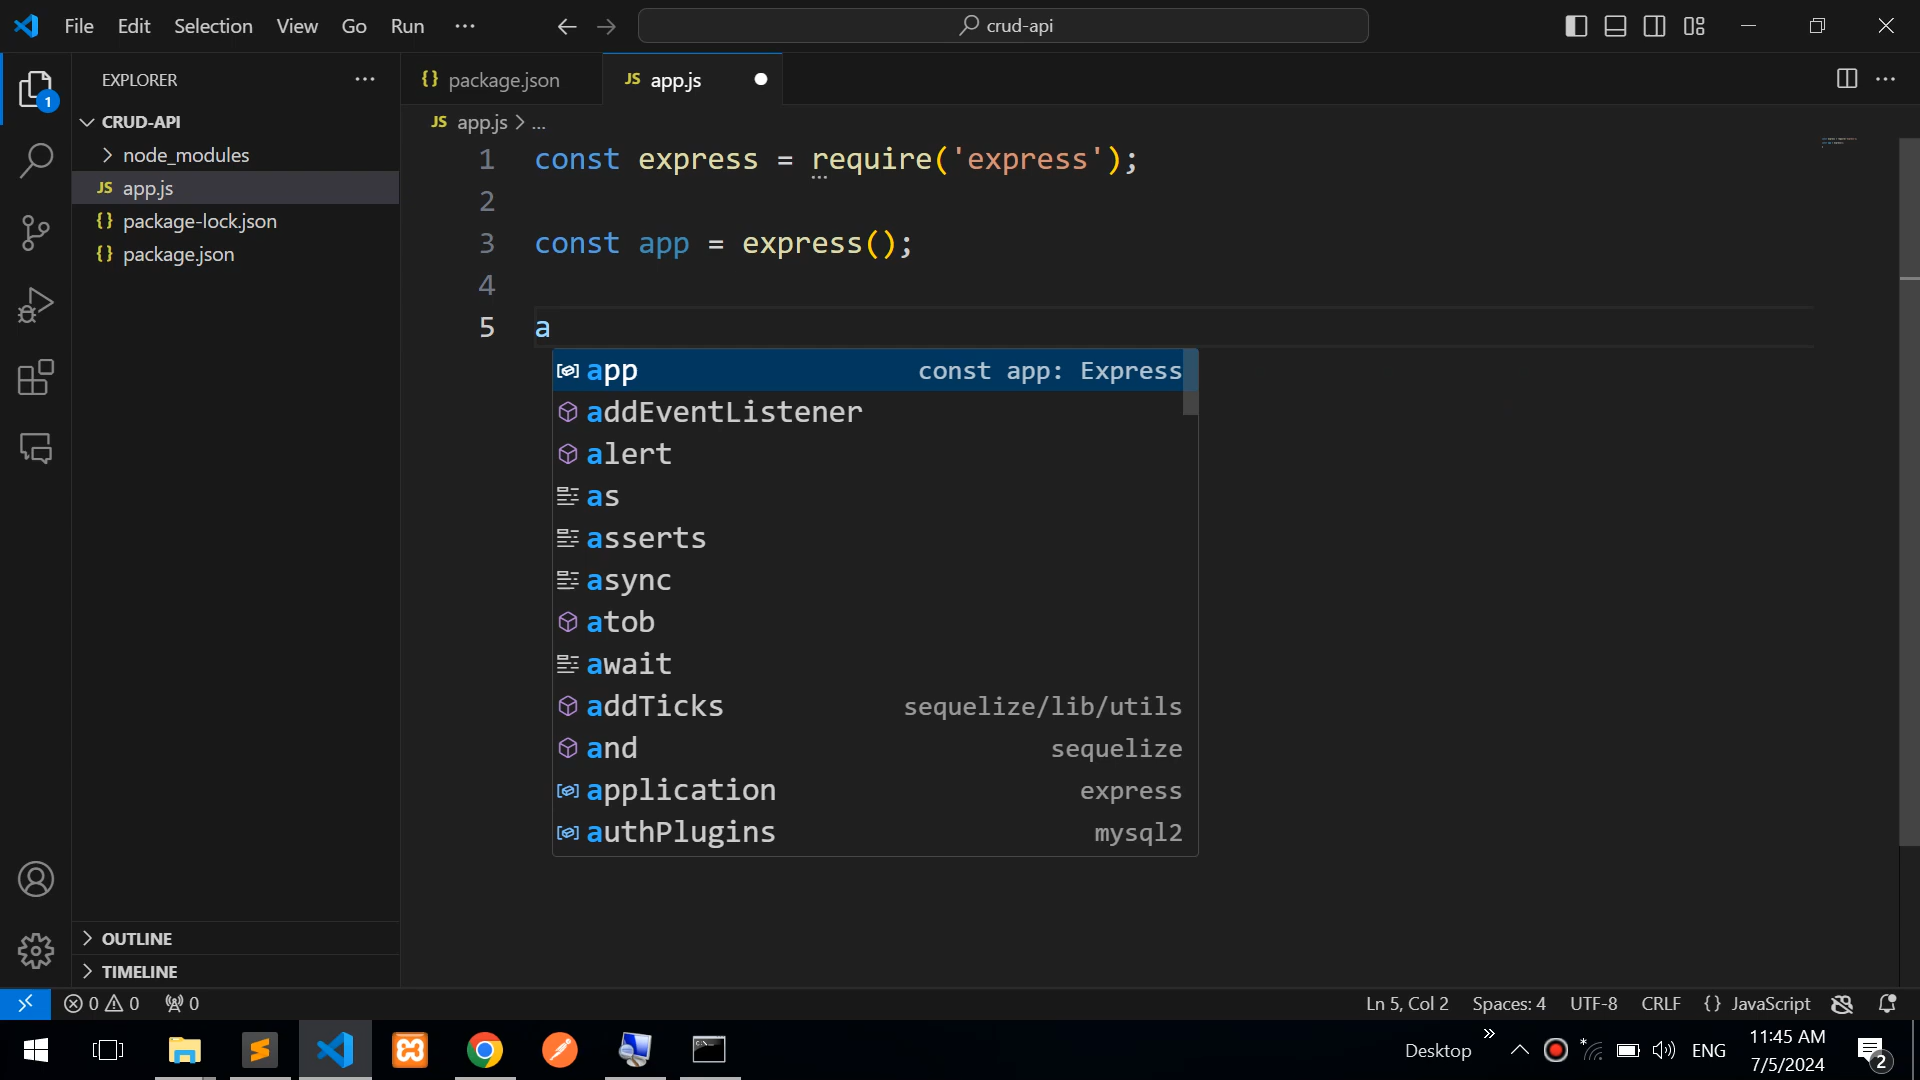 File Edit Selection View Go Run ··· crud-api
EXPLORER ···
{} package.json
JS app.js
1
CRUD-API
JS app.js > ...
node_modules
JS app.js
{} package-lock.json
{} package.json
1 const express = require('express');
2
3 const app = express();
4
5 a
app const app: Express
addEventListener
alert
as
asserts
async
atob
await
addTicks sequelize/lib/utils
and sequelize
application express
authPlugins mysql2
OUTLINE
TIMELINE
0 0 0
Ln 5, Col 2 Spaces: 4 UTF-8 CRLF {} JavaScript
Desktop » ENG
11:45 AM
7/5/2024
2